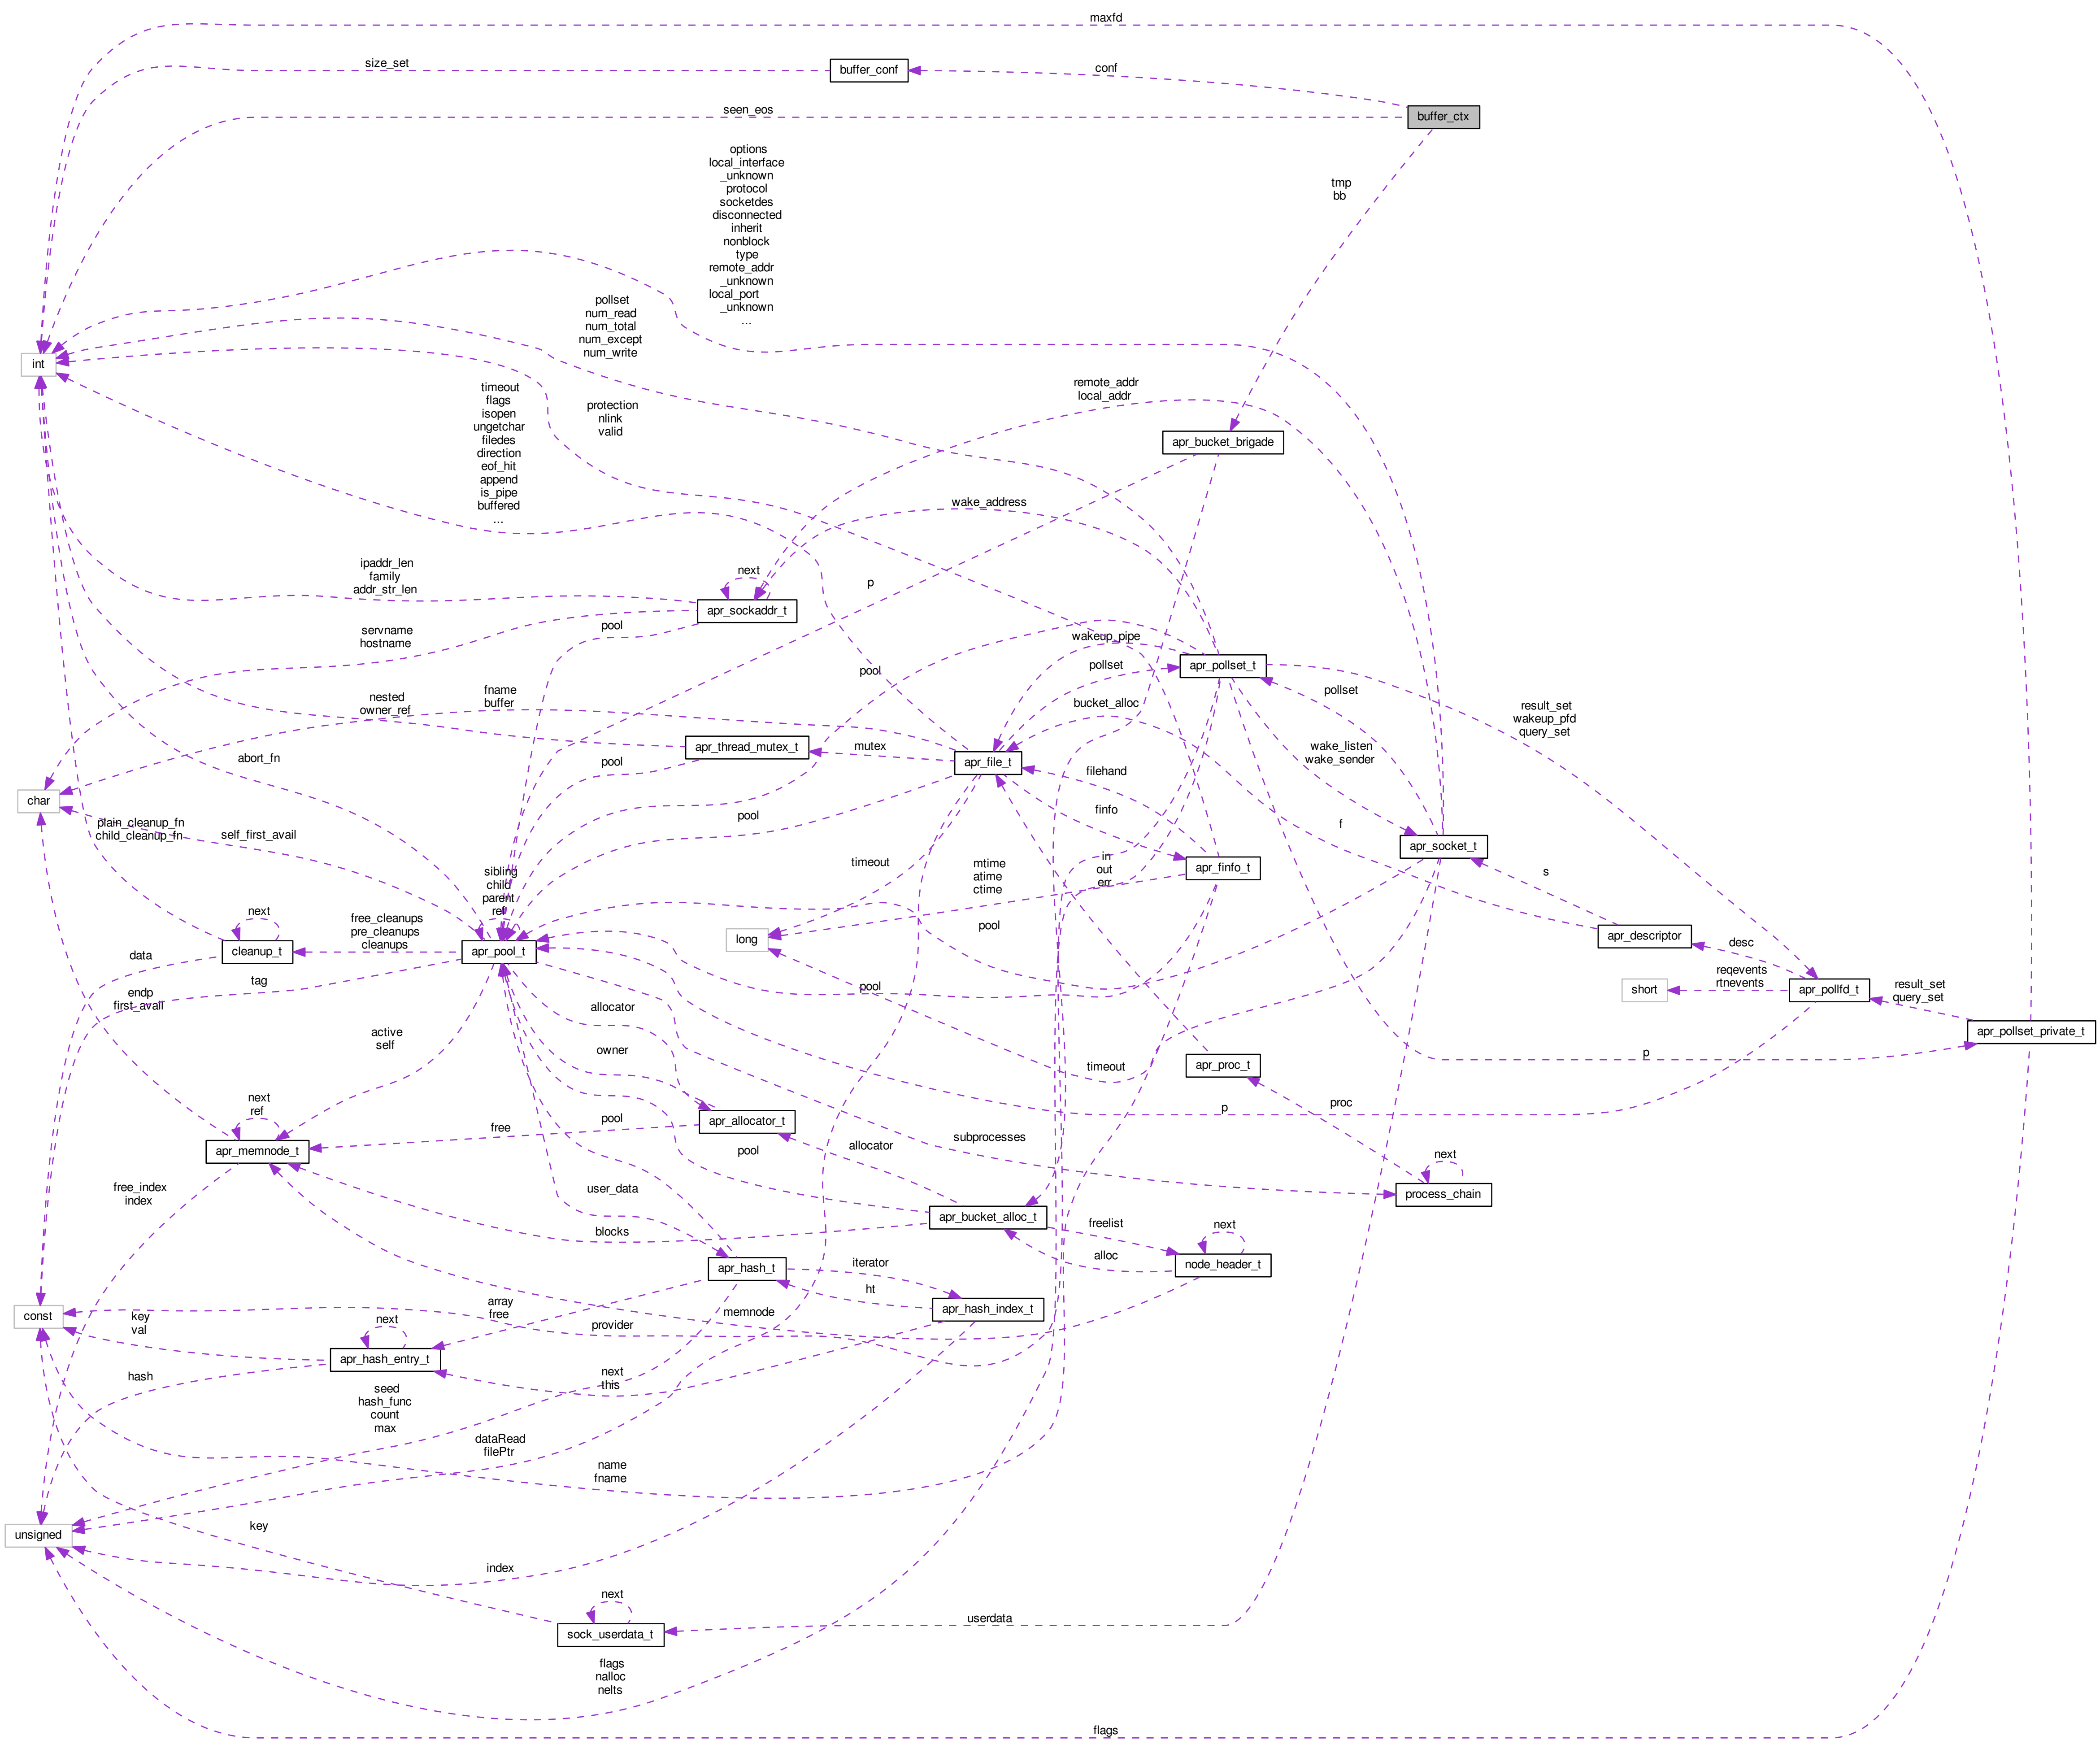 maxfd
size_set
buffer_conf
conf
seen_eos
buffer_ctx
options
local_interface
_unknown
protocol
socketdes
disconnected
inherit
nonblock
type
remote_addr
_unknown
local_port
_unknown
...
tmp
bb
pollset
num_read
num_total
num_except
num_write
int
timeout
flags
isopen
ungetchar
filedes
direction
eof_hit
append
is_pipe
buffered
...
protection
nlink
valid
remote_addr
local_addr
apr_bucket_brigade
wake_address
ipaddr_len
family
addr_str_len
next
apr_sockaddr_t
p
servname
hostname
pool
wakeup_pipe
apr_pollset_t
pollset
pool
pollset
nested
owner_ref
fname
buffer
bucket_alloc
result_set
wakeup_pfd
query_set
apr_thread_mutex_t
mutex
apr_file_t
wake_listen
wake_sender
abort_fn
pool
filehand
char
plain_cleanup_fn
child_cleanup_fn
self_first_avail
pool
finfo
f
apr_socket_t
sibling
child
parent
ref
timeout
mtime
atime
ctime
in
out
err
apr_finfo_t
s
next
cleanup_t
free_cleanups
pre_cleanups
cleanups
apr_pool_t
long
pool
apr_descriptor
desc
data
tag
endp
first_avail
pool
short
reqevents
rtnevents
apr_pollfd_t
result_set
query_set
apr_pollset_private_t
allocator
active
self
owner
timeout
apr_proc_t
p
next
ref
apr_memnode_t
free
pool
apr_allocator_t
p
proc
allocator
subprocesses
pool
next
process_chain
free_index
index
user_data
apr_bucket_alloc_t
freelist
next
blocks
alloc
node_header_t
apr_hash_t
iterator
ht
apr_hash_index_t
const
key
val
array
free
memnode
provider
next
apr_hash_entry_t
hash
next
this
seed
hash_func
count
max
dataRead
filePtr
name
fname
unsigned
key
index
next
sock_userdata_t
userdata
flags
nalloc
nelts
flags